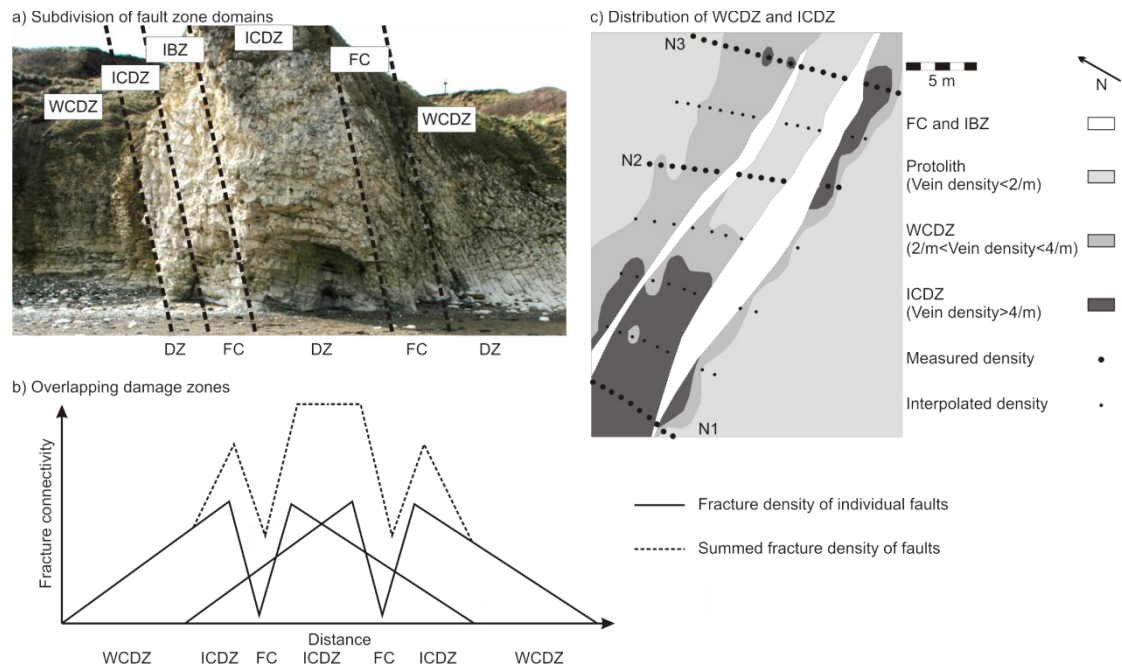 a) Subdivision of fault zone domains
WCDZ
ICDZ
IBZ
ICDZ
FC
WCDZ
DZ
FC
DZ
FC
DZ
b) Overlapping damage zones
Fracture connectivity
Distance
WCDZ
ICDZ
FC
ICDZ
FC
ICDZ
WCDZ
c) Distribution of WCDZ and ICDZ
N3
N2
N1
5 m
N
FC and IBZ
Protolith
(Vein density<2/m)
WCDZ
(2/m<Vein density<4/m)
ICDZ
(Vein density>4/m)
Measured density
Interpolated density
Fracture density of individual faults
Summed fracture density of faults